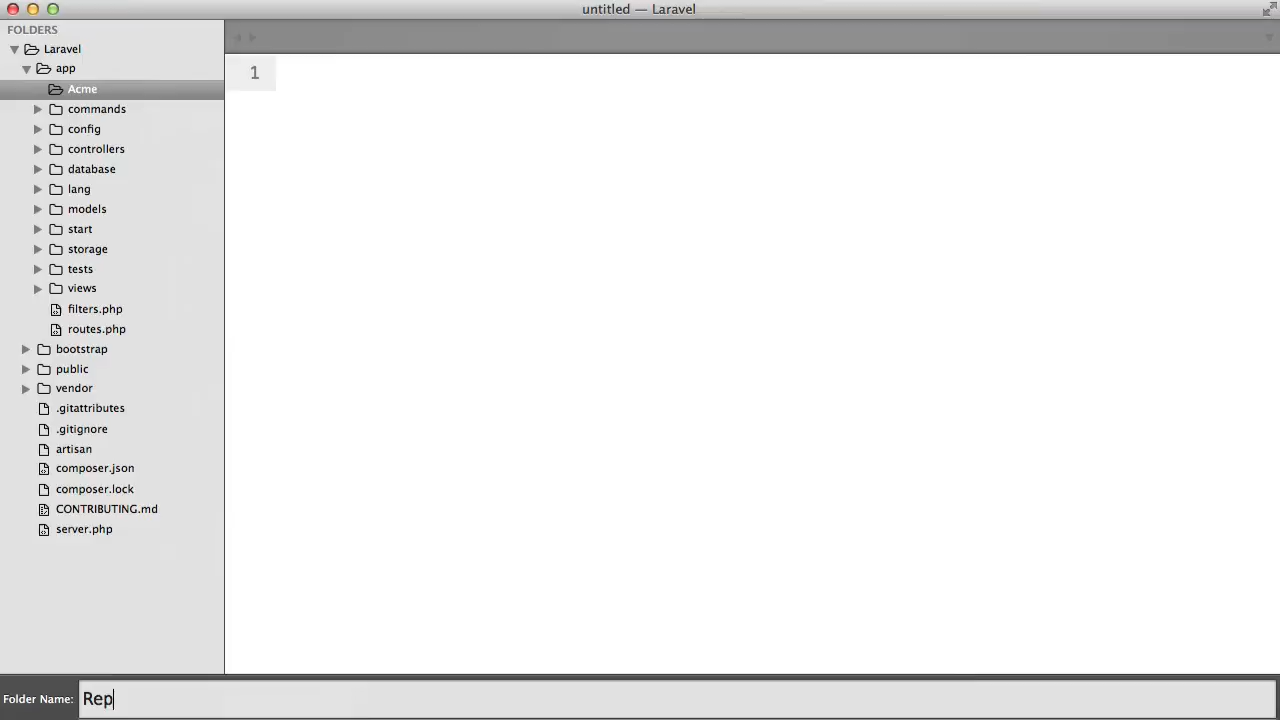 untitled — Laravel
FOLDERS
Laravel
app
Acme
commands
config
controllers
database
lang
models
start
storage
tests
views
filters.php
routes.php
bootstrap
public
vendor
.gitattributes
.gitignore
artisan
composer.json
composer.lock
CONTRIBUTING.md
server.php
1
Folder Name: Rep